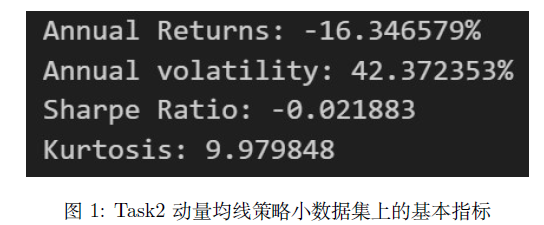 Annual Returns: -16.346579%
Annual volatility: 42.372353%
Sharpe Ratio: -0.021883
Kurtosis: 9.979848
图 1: Task2 动量均线策略小数据集上的基本指标